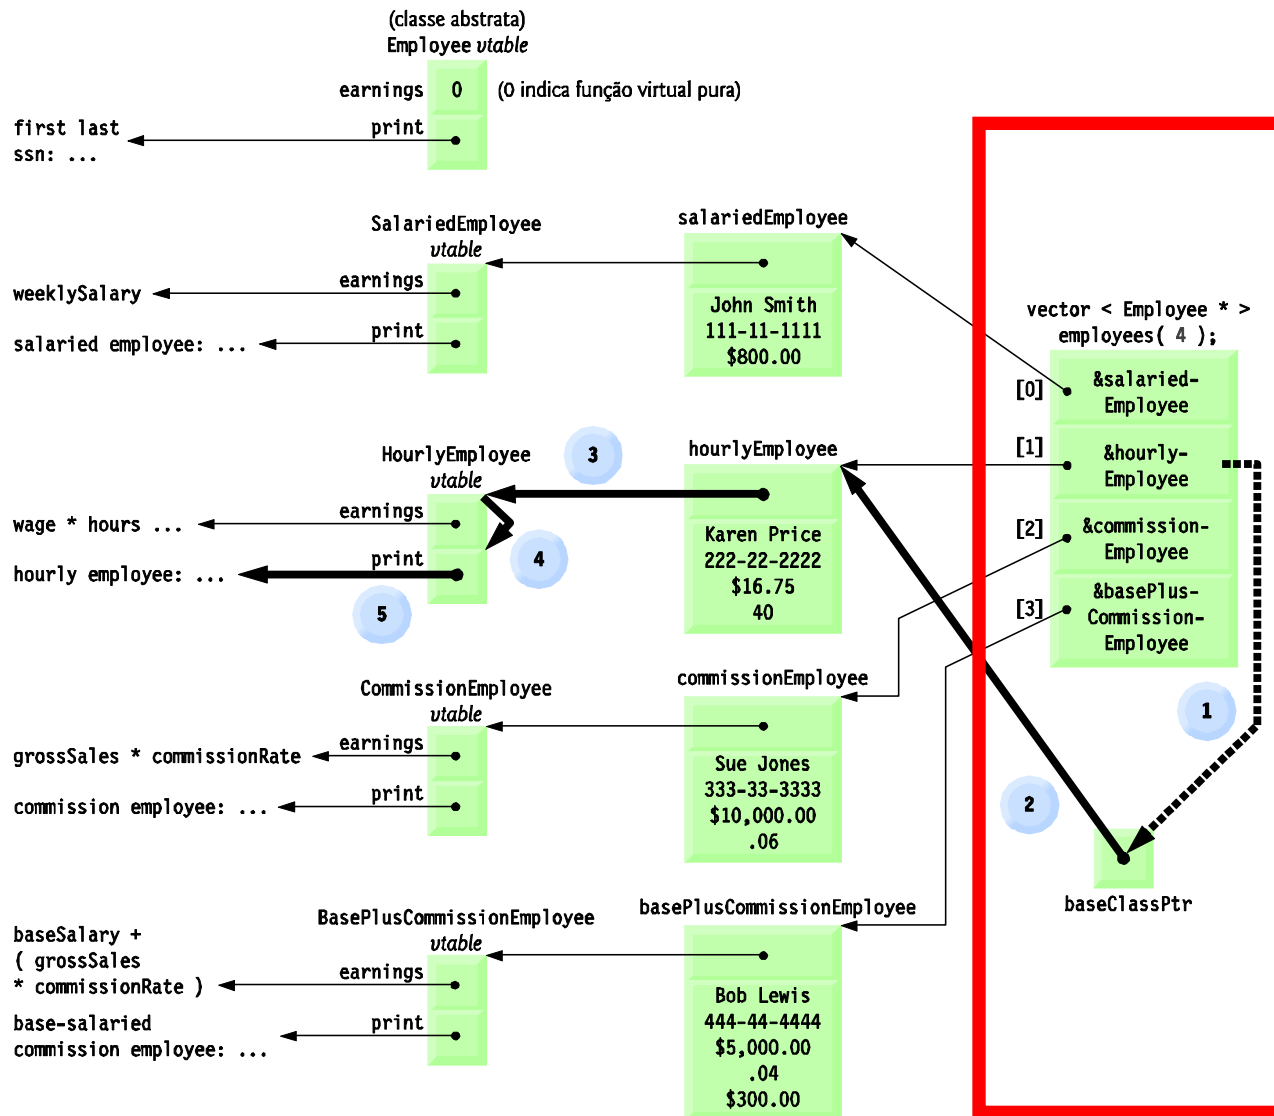 (classe abstrata)
Employee vtable
earnings
0
(0 indica função virtual pura)
print
first last
ssn: ...
SalariedEmployee
vtable
earnings
weeklySalary
print
salaried employee: ...
salariedEmployee
John Smith
111-11-1111
$800.00
vector < Employee * >
employees( 4 );
[0]
&salaried-
Employee
[1]
&hourly-
Employee
[2]
&commission-
Employee
[3]
&basePlus-
Commission-
Employee
HourlyEmployee
vtable
3
earnings
wage * hours ...
print
4
hourly employee: ...
5
hourlyEmployee
Karen Price
222-22-2222
$16.75
40
CommissionEmployee
vtable
earnings
grossSales * commissionRate
print
commission employee: ...
commissionEmployee
Sue Jones
333-33-3333
$10,000.00
.06
1
2
baseClassPtr
BasePlusCommissionEmployee
vtable
baseSalary +
( grossSales
* commissionRate )
earnings
base-salaried
commission employee: ...
print
basePlusCommissionEmployee
Bob Lewis
444-44-4444
$5,000.00
.04
$300.00